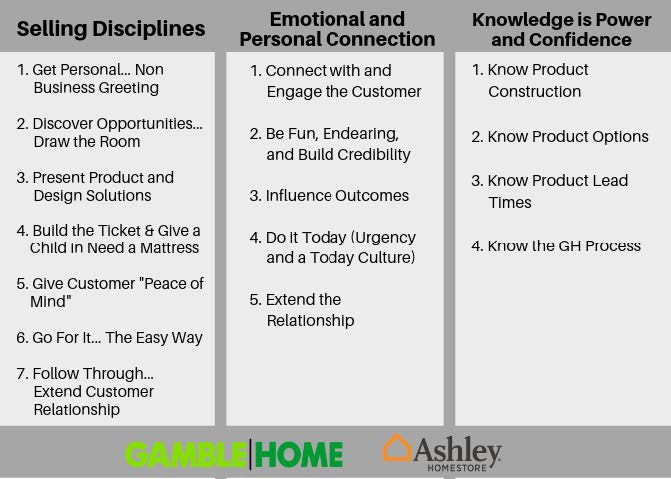 Selling Disciplines
1. Get Personal... Non
Business Greeting
2. Discover Opportunities...
Draw the Room
3. Present Product and
Design Solutions
4. Build the Ticket & Give a
Child In Need a Mattress
5. Give Customer "Peace of
Mind"
6. Go For It... The Easy Way
7. Follow Through...
Extend Customer
Relationship
Emotional and
Personal Connection
1. Connect with and
Engage the Customer
2. Be Fun, Endearing,
and Build Credibility
3. Influence Outcomes
4. Do it Today (Urgency
and a Today Culture)
5. Extend the
Relationship
Knowledge is Power
and Confidence
1. Know Product
Construction
2. Know Product Options
3. Know Product Lead
Times
4. Know the GH Process
GAMBLE|HOME
Ashley
HOMESTORE